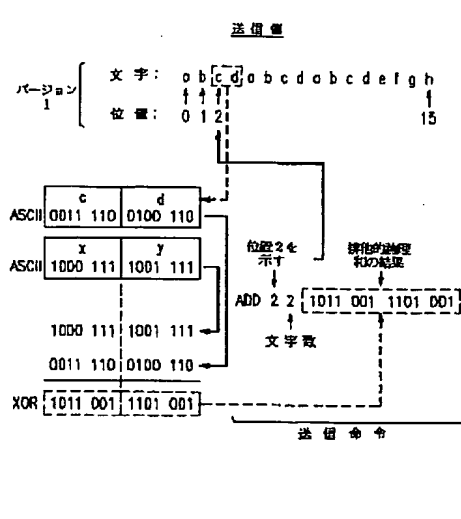 送信側
バージョン
1
文字: a b c d a b c d a b c d e f g h
位置: 0 1 2 15
c d
ASCII 0011 110 0100 110
x y
ASCII 1000 111 1001 111
1000 111 1001 111
0011 110 0100 110
XOR 1011 001 1101 001
位置2を
示す
排他的論理
和の結果
ADD 2 2 1011 001 1101 001
文字数
送信命令